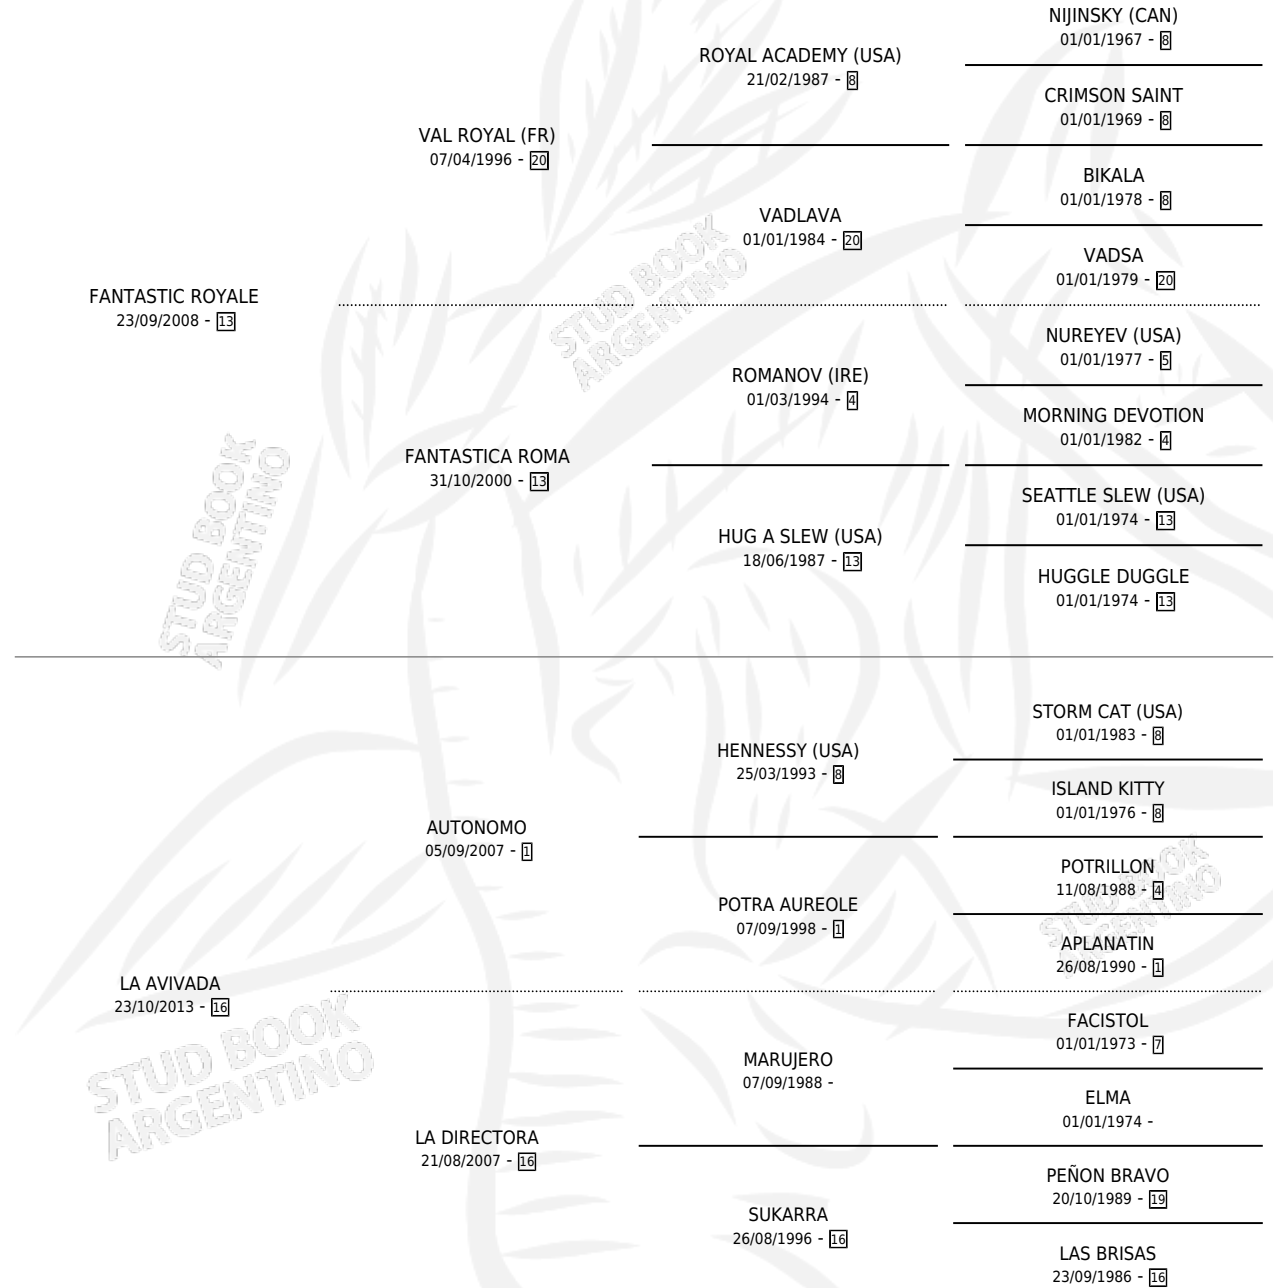 NIJINSKY (CAN)
01/01/1967 - 8
ROYAL ACADEMY (USA)
21/02/1987 - 8
CRIMSON SAINT
01/01/1969 - 8
VAL ROYAL (FR)
07/04/1996 - 20
BIKALA
01/01/1978 - 8
VADLAVA
01/01/1984 - 20
VADSA
01/01/1979 - 20
FANTASTIC ROYALE
23/09/2008 - 13
NUREYEV (USA)
01/01/1977 - 5
ROMANOV (IRE)
01/03/1994 - 4
MORNING DEVOTION
01/01/1982 - 4
FANTASTICA ROMA
31/10/2000 - 13
SEATTLE SLEW (USA)
01/01/1974 - 13
HUG A SLEW (USA)
18/06/1987 - 13
HUGGLE DUGGLE
01/01/1974 - 13
STORM CAT (USA)
01/01/1983 - 8
HENNESSY (USA)
25/03/1993 - 8
ISLAND KITTY
01/01/1976 - 8
AUTONOMO
05/09/2007 - 1
POTRILLON
11/08/1988 - 4
POTRA AUREOLE
07/09/1998 - 1
APLANATIN
26/08/1990 - 1
LA AVIVADA
23/10/2013 - 16
FACISTOL
01/01/1973 - 7
MARUJERO
07/09/1988 -
ELMA
01/01/1974 -
LA DIRECTORA
21/08/2007 - 16
PEÑON BRAVO
20/10/1989 - 19
SUKARRA
26/08/1996 - 16
LAS BRISAS
23/09/1986 - 16
STUD BOOK
ARGENTINO
STUD BOOK
ARGENTINO
STUD BOOK
ARGENTINO
STUD BOOK
ARGENTINO